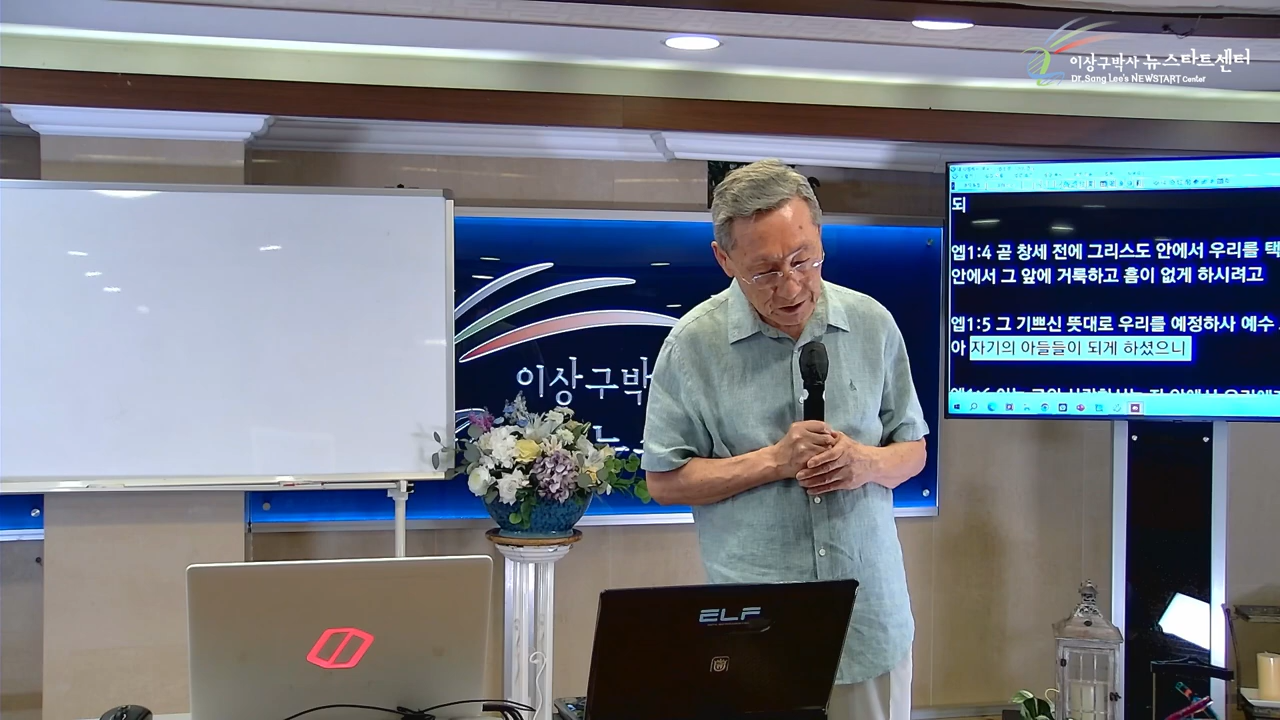 이상구박사 뉴스타트센터
Dr.Sang Lee's NEWSTART Center
되
엡1:4 곧 창세 전에 그리스도 안에서 우리를 택
안에서 그 앞에 거룩하고 흠이 없게 하시려고
엡1:5 그 기쁘신 뜻대로 우리를 예정하사 예수
아 자기의 아들들이 되게 하셨으니
이상구박
ELF